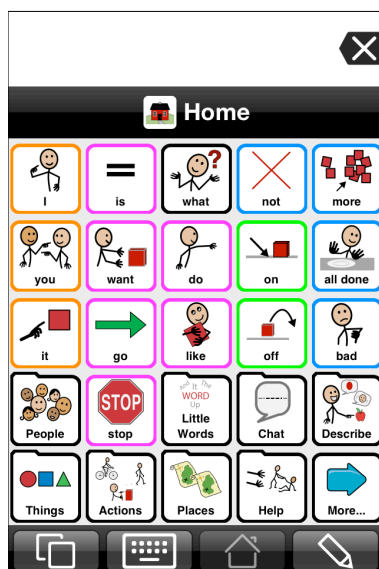 Home
I
is
what
not
more
you
want
do
on
all done
it
go
like
off
bad
People
STOP
stop
And It The
WORD
Up
Little
Words
Chat
Describe
Things
Actions
Places
Help
More...